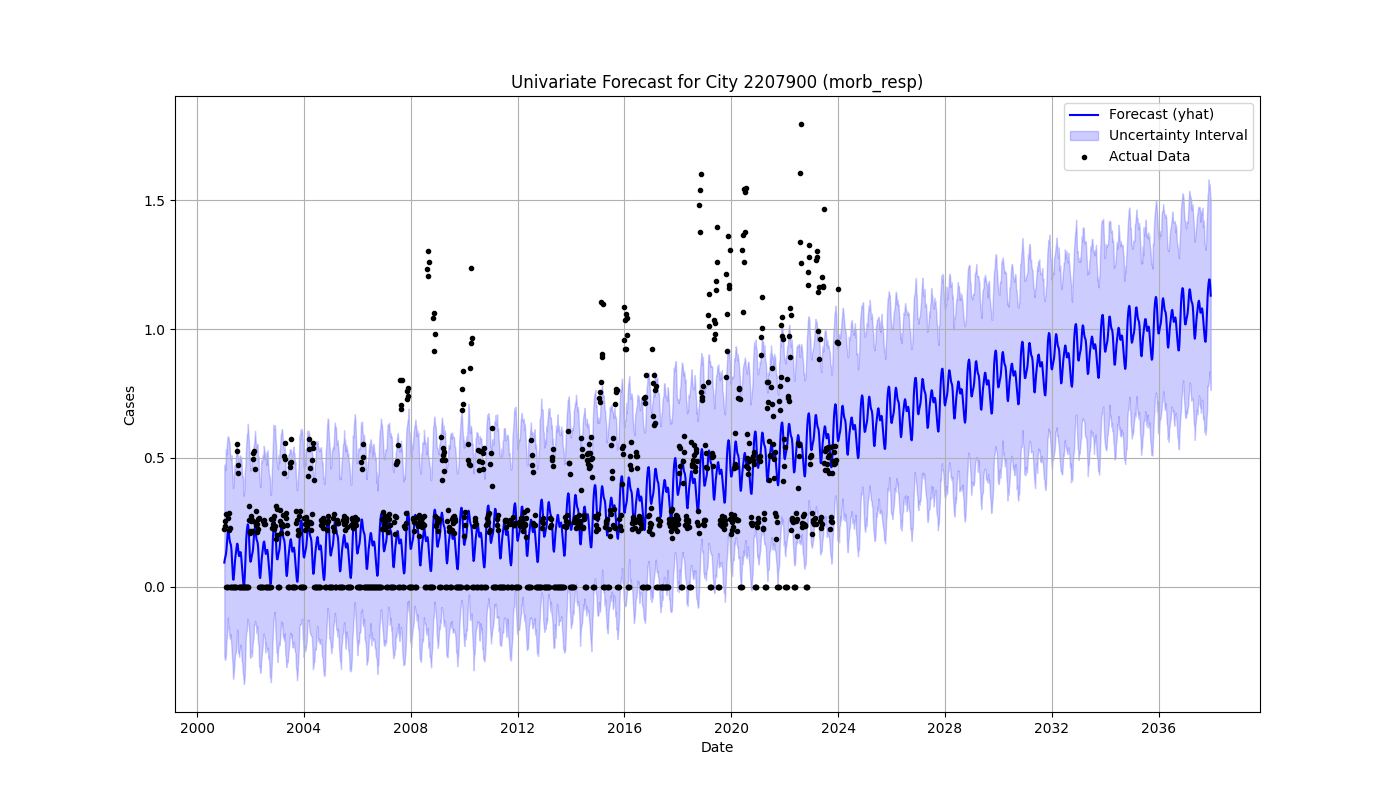 Univariate Forecast for City 2207900 (morb_resp)
Forecast (yhat)
Uncertainty Interval
Actual Data
Cases
1.5
1.0
0.5
0.0
2000 2004 2008 2012 2016 2020 2024 2028 2032 2036
Date